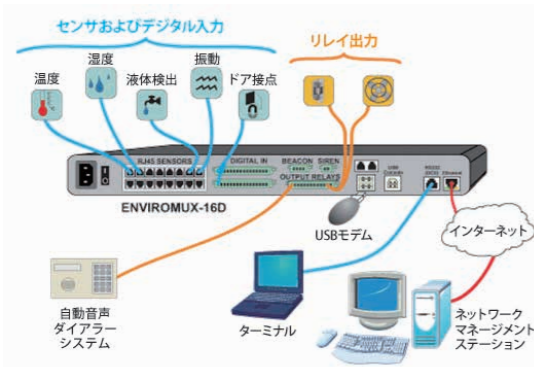 センサおよびデジタル入力
リレイ出力
温度
湿度
液体検出
振動
ドア接点
RJ45 SENSORS
DIGITAL IN
BEACON
SIREN
OUTPUT RELAYS
USB
Console
RS232
Ethernet
ENVIROMUX-16D
USBモデム
インターネット
自動音声
ダイアラー
システム
ターミナル
ネットワーク
マネージメント
ステーション